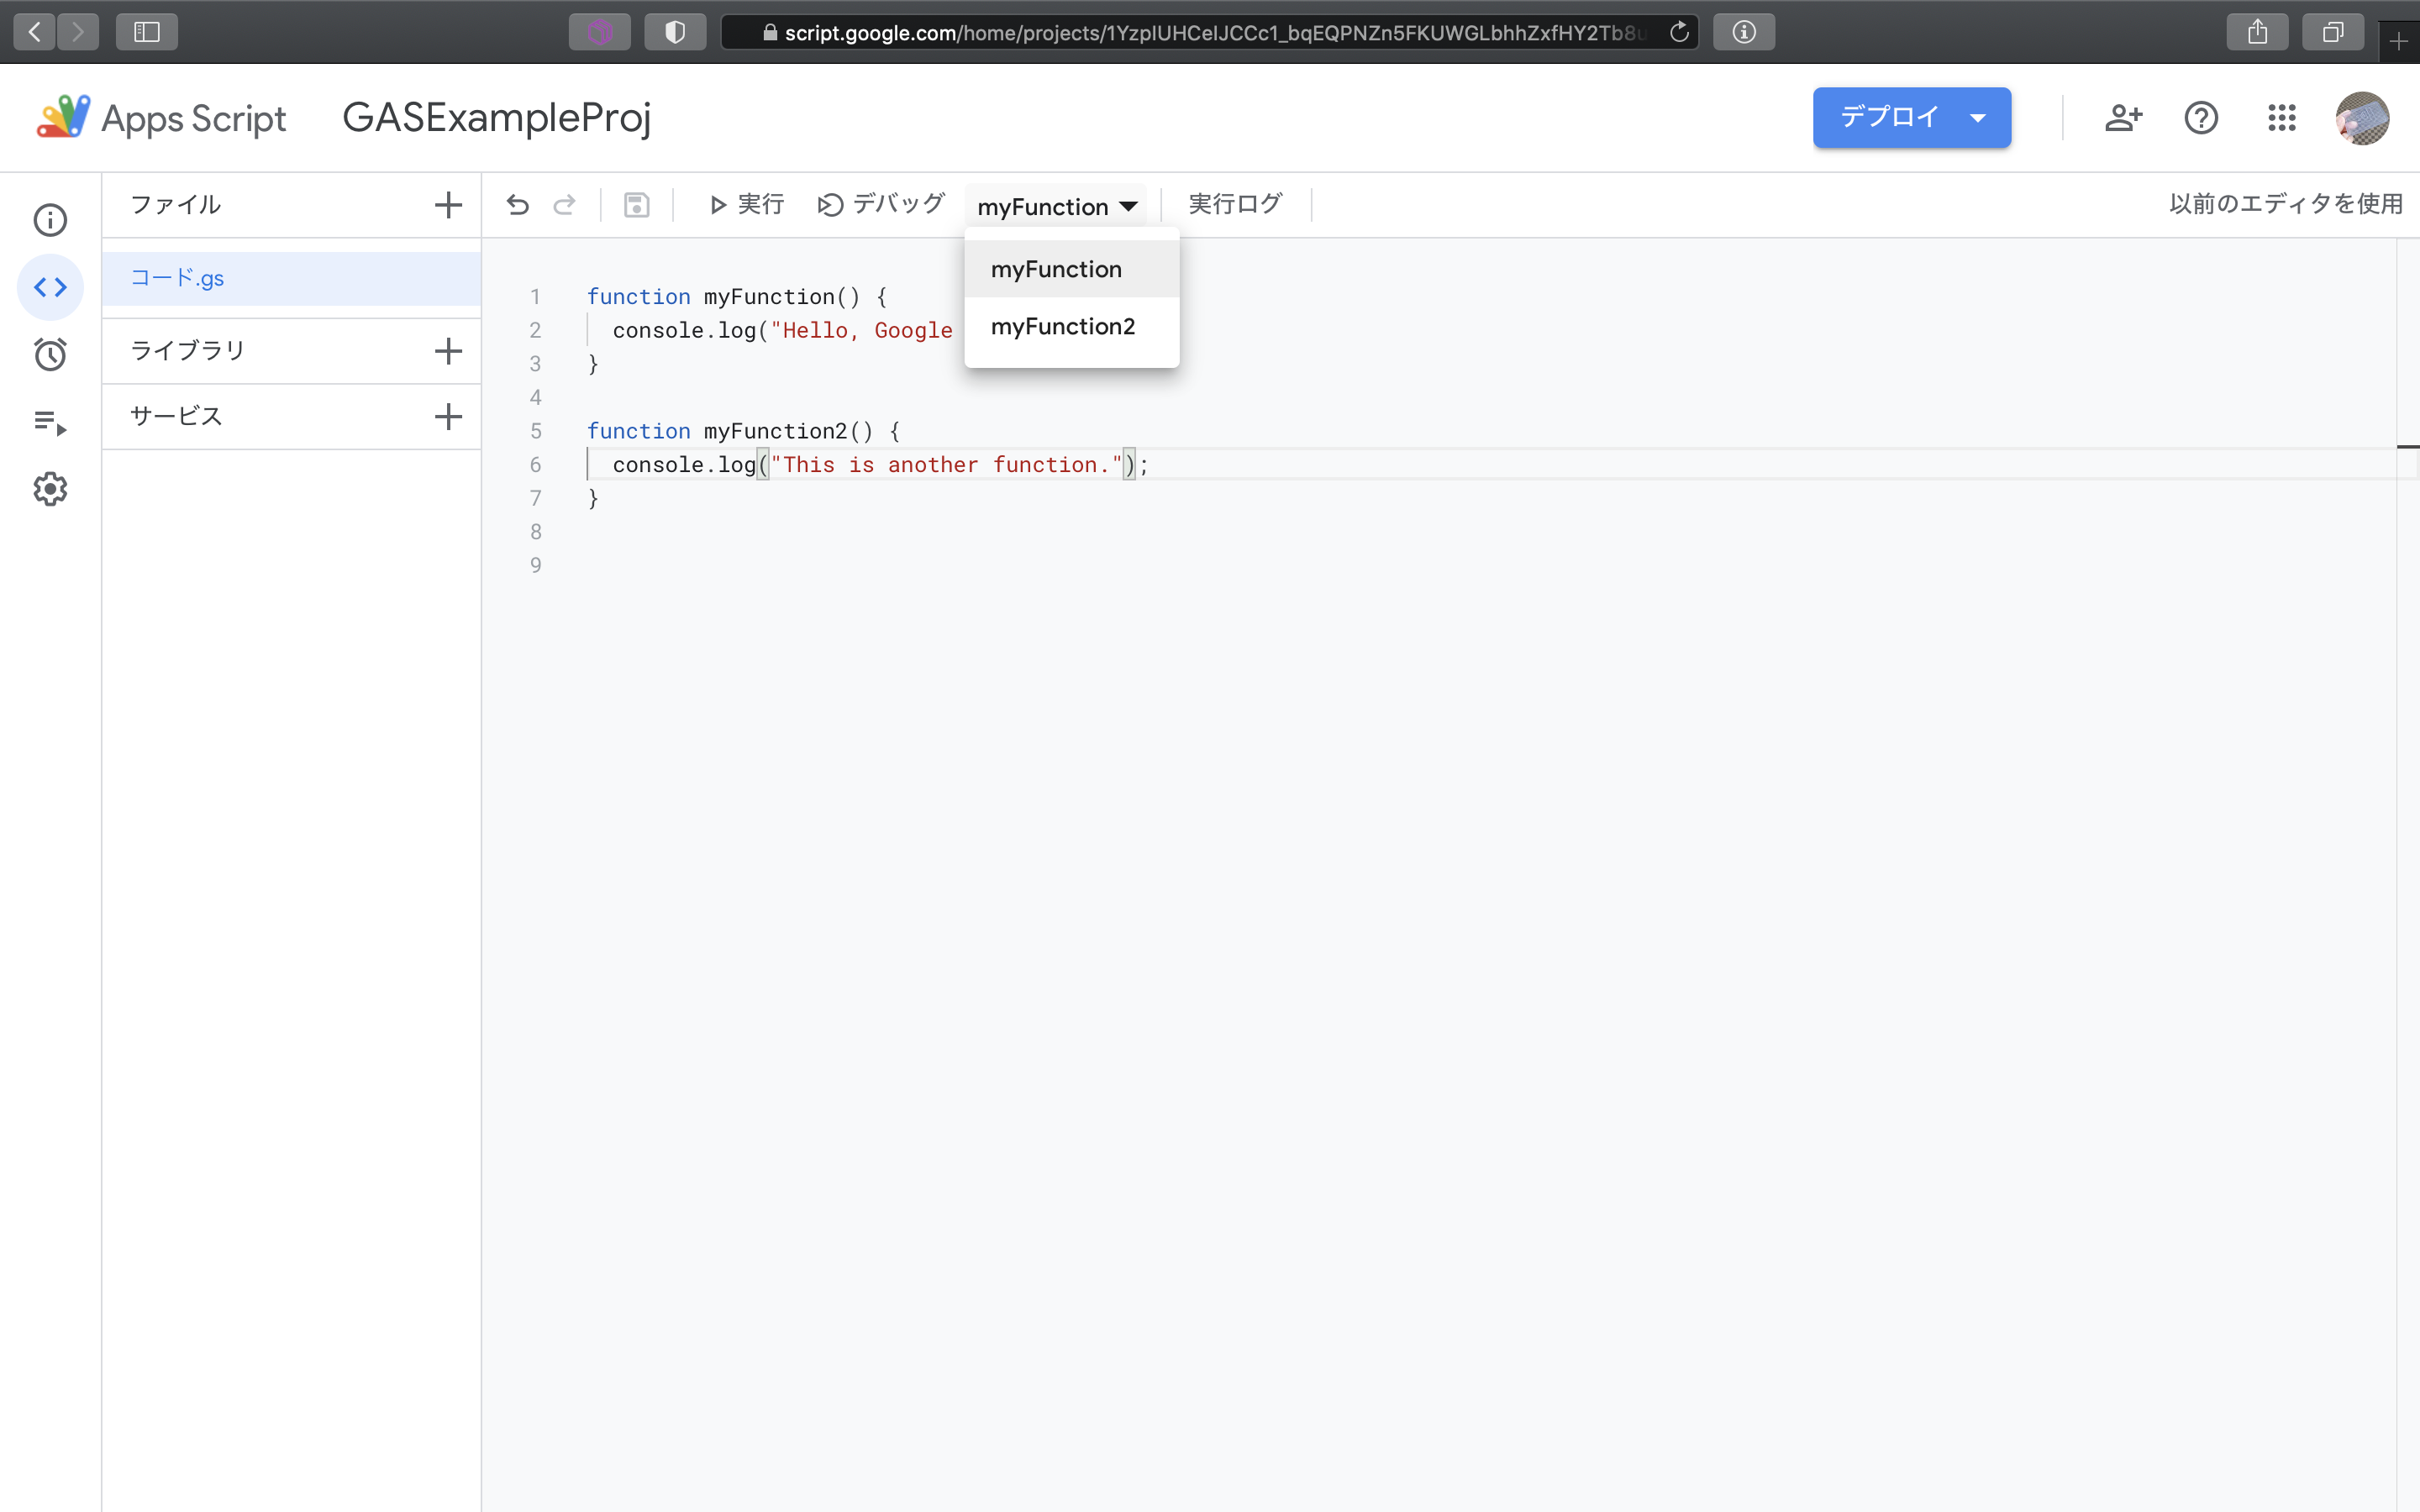 script.google.com/home/projects/1YzpIUHCelJCCc1_bqEQPNZn5FKUWGLbhhZxfHY2Tb8u
Apps Script GASExampleProj デプロイ
ファイル 実行 デバッグ myFunction 実行ログ 以前のエディタを使用
コード.gs
ライブラリ
サービス
myFunction
myFunction2
1 function myFunction() {
2 console.log("Hello, Google
3 }
4
5 function myFunction2() {
6 console.log("This is another function.");
7 }
8
9